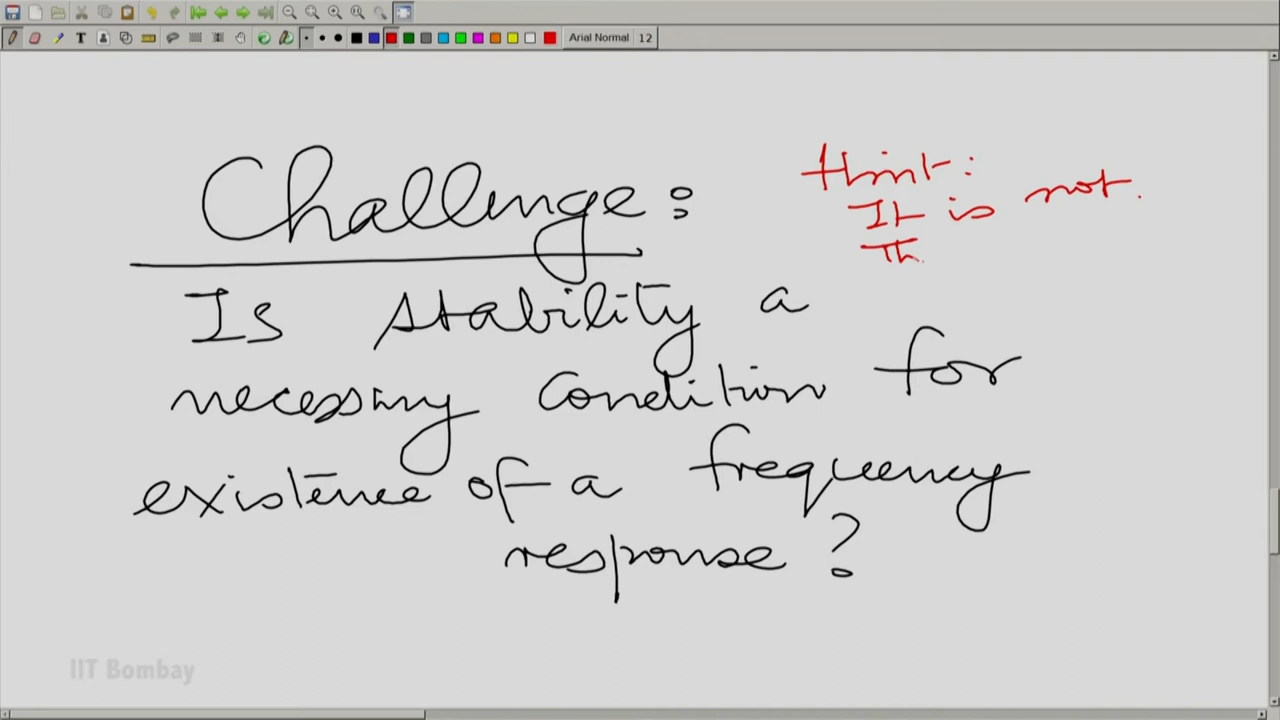 Arial Normal 12
Challenge:
Hint:
It is not.
Th
Is stability a
necessary condition for
existence of a frequency
response?
IIT Bombay